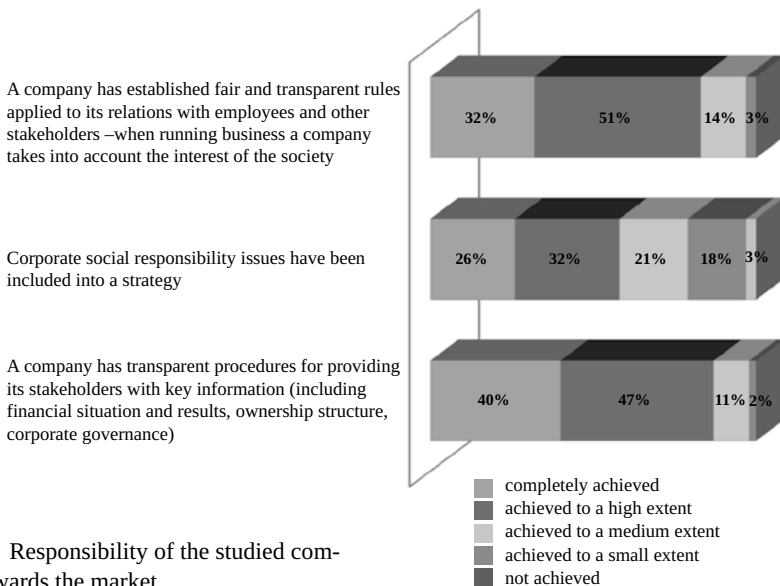 A company has established fair and transparent rules
applied to its relations with employees and other
stakeholders –when running business a company
takes into account the interest of the society
32% 51% 14% 3%
Corporate social responsibility issues have been
included into a strategy
26% 32% 21% 18% 3%
A company has transparent procedures for providing
its stakeholders with key information (including
financial situation and results, ownership structure,
corporate governance)
40% 47% 11% 2%
completely achieved
achieved to a high extent
achieved to a medium extent
achieved to a small extent
not achieved
Responsibility of the studied com-
wards the market